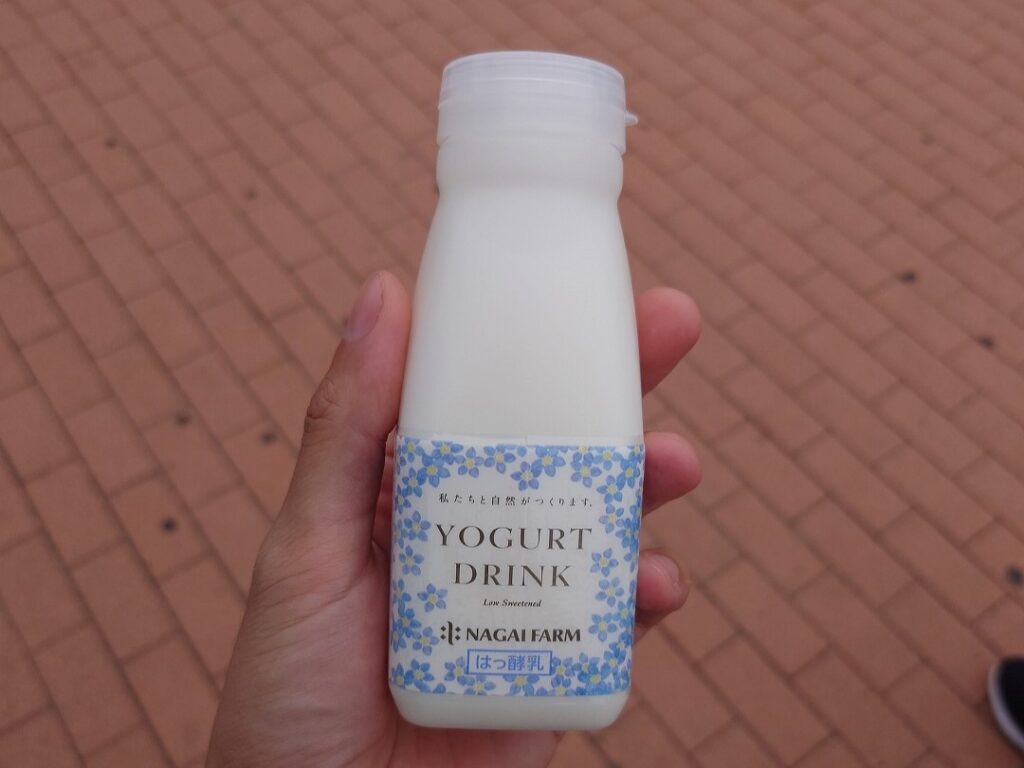 私たちと自然がつくります。
YOGURT
DRINK
Low Sweetened
NAGAI FARM
はっ酵乳